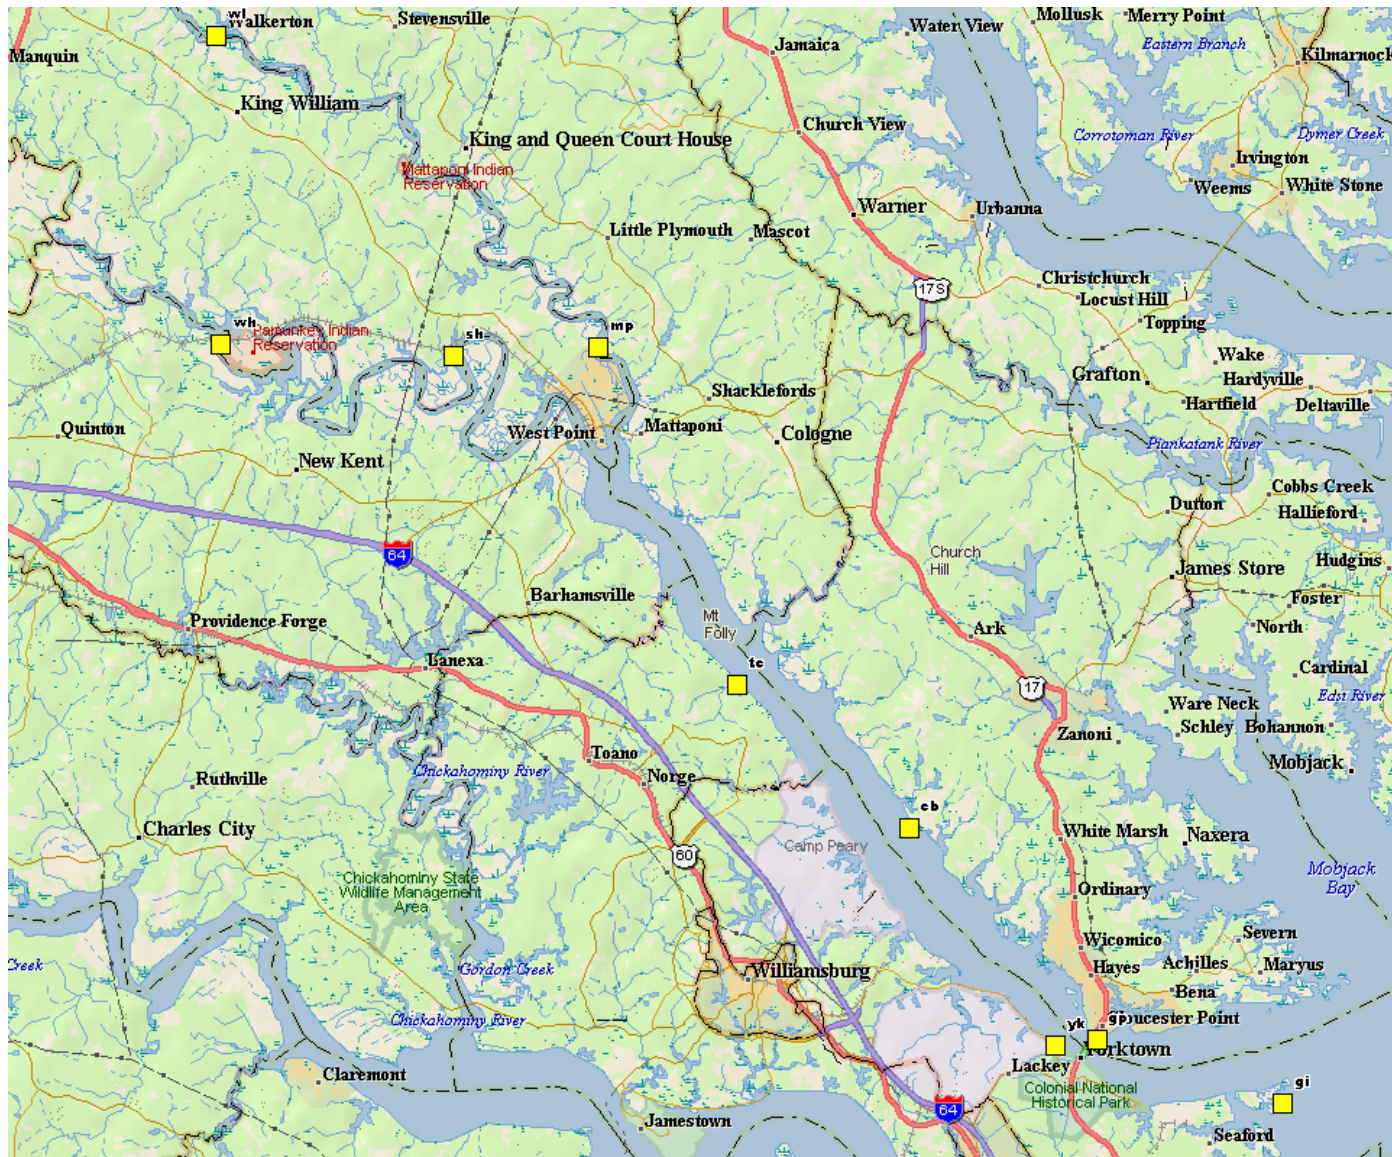 wl
Walkerton
Stevensville
Mollusk
Merry Point
Water View
Eastern Branch
Jamaica
Kilmarnock
Manquin
King William
Church View
King and Queen Court House
Corrotoman River
Dymer Creek
Mattaponi Indian
Reservation
Irvington
Weems
White Stone
Warner
Urbanna
Little Plymouth
Mascot
Christchurch
17S
Locust Hill
Topping
wh
Pamunkey Indian
Reservation
sh
mp
Wake
Grafton
Hardyville
Shacklefords
Hartfield
Deltaville
Quinton
West Point
Mattaponi
Cologne
Piankatank River
New Kent
Cobbs Creek
Dutton
Hallieford
64
Church
Hill
James Store
Hudgins
Barhamsville
Foster
Providence Forge
Mt
Folly
Ark
North
Lanexa
tc
Cardinal
17
Edst River
Ware Neck
Zanoni
Schley
Bohannon
Toano
Chickahominy River
Norge
Mobjack
Ruthville
cb
Charles City
White Marsh
Naxera
60
Camp Peary
Mobjack
Bay
Chickahominy State
Wildlife Management
Area
Ordinary
Wicomico
Severn
Creek
Gordon Creek
Williamsburg
Hayes
Achilles
Maryus
Bena
Chickahominy River
yk
gp
Gloucester Point
Yorktown
Claremont
Lackey
Colonial National
Historical Park
gi
64
Jamestown
Seaford